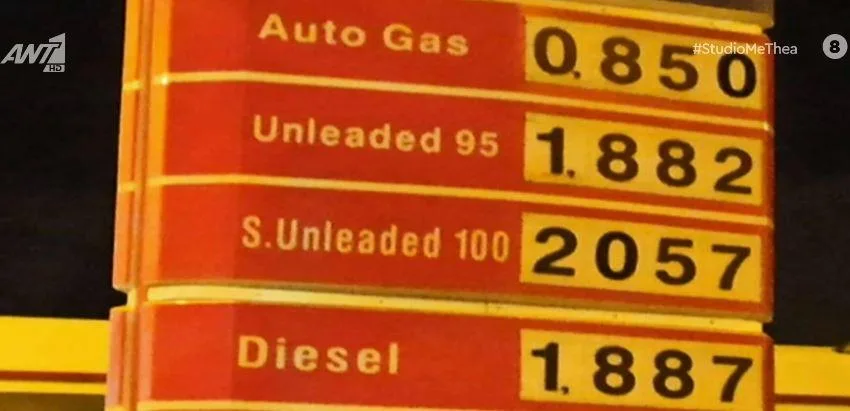 ANT1
HD
#StudioMeThea
8
Auto Gas 0.850
Unleaded 95 1.882
S.Unleaded 100 2057
Diesel 1.887